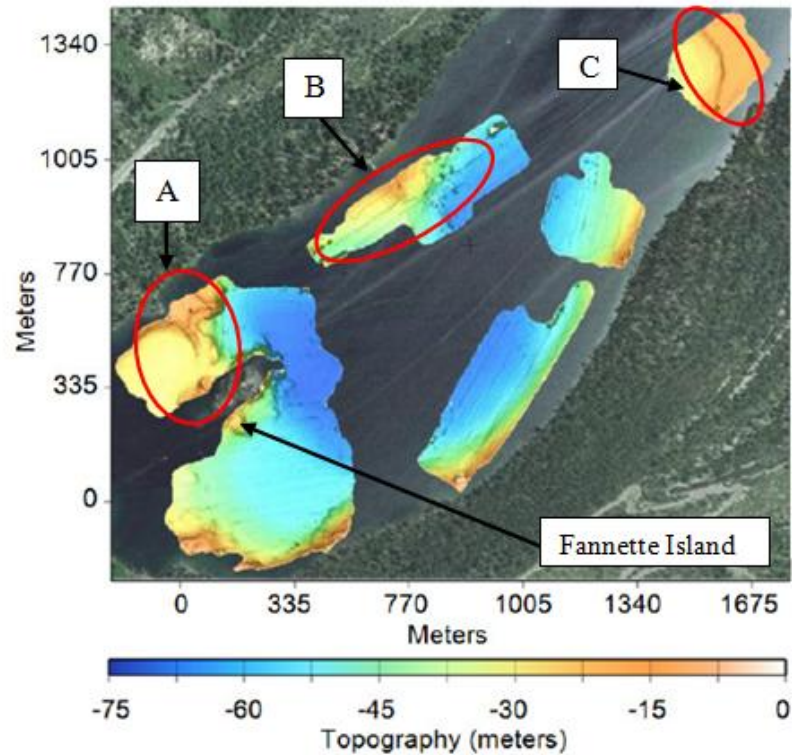 1340
C
B
1005
A
770
Meters
335
0
Fannette Island
0 335 770 1005 1340 1675
Meters
-75 -60 -45 -30 -15 0
Topography (meters)